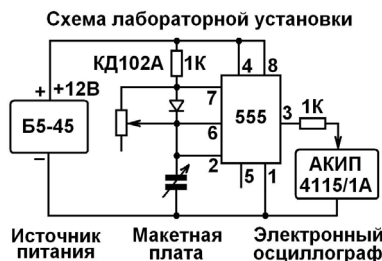 Схема лабораторной установки
КД102А
1К
4 8
+ +12В
7
Б5-45
555
3
1К
6
–
2
АКИП
4115/1А
5
1
Источник
питания
Макетная
плата
Электронный
осциллограф